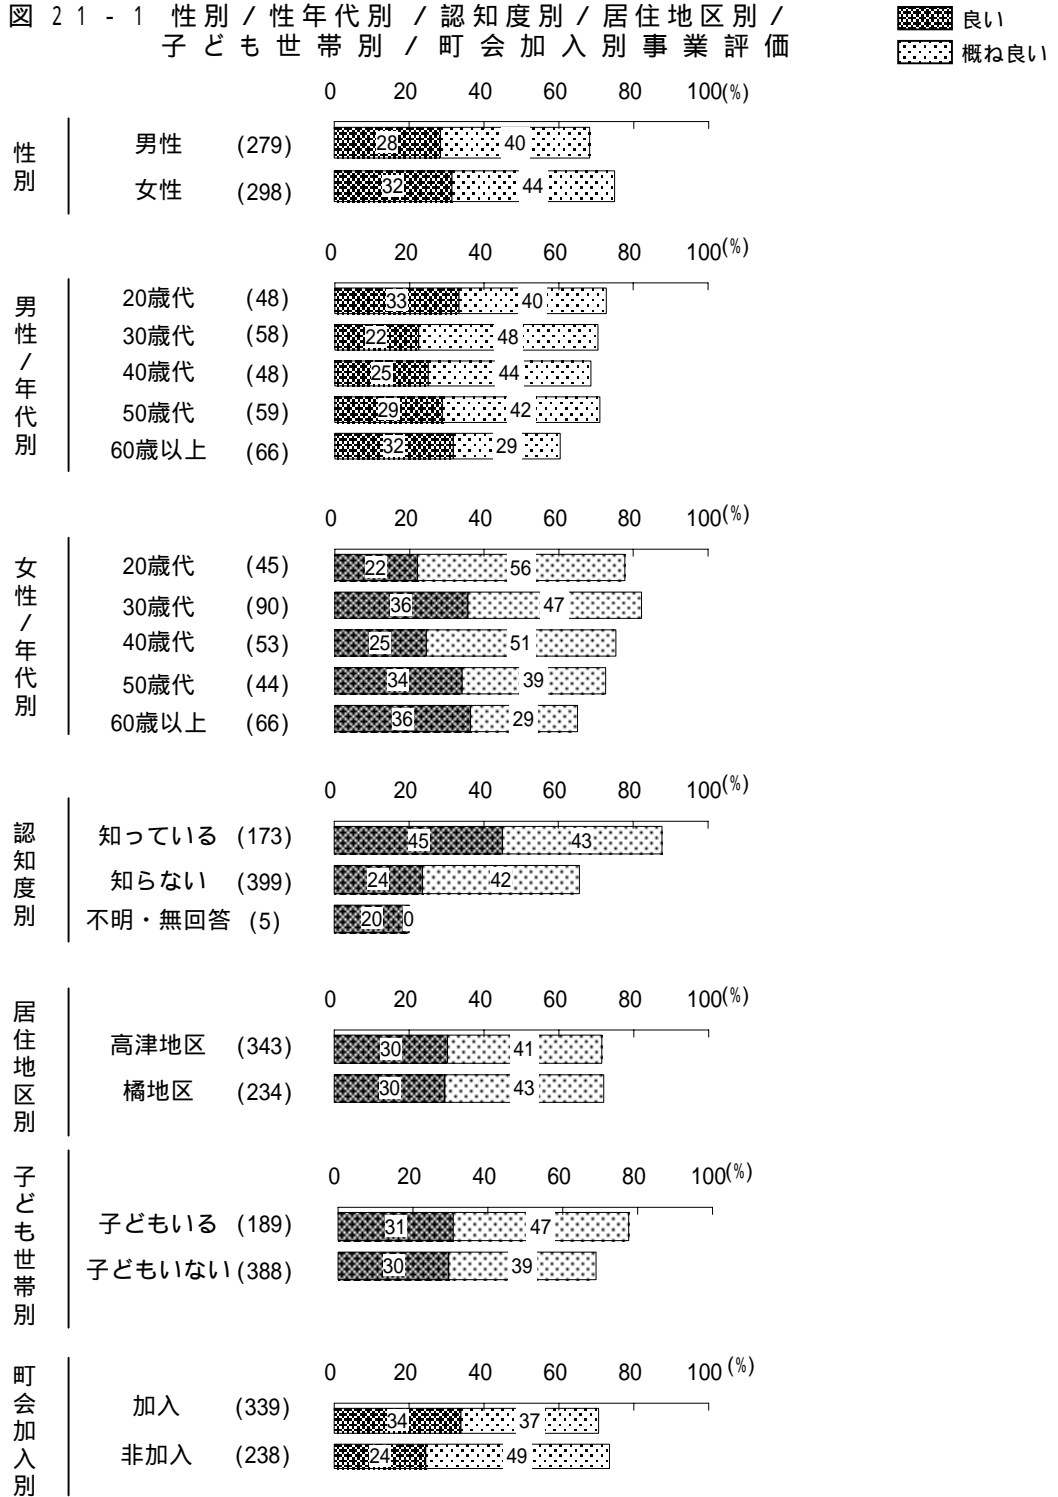 図21-1 性別/性年代別/認知度別/居住地区別/
子ども世帯別/町会加入別事業評価
良い
概ね良い
0 20 40 60 80 100(%)
性別
男性 (279) 28 40
女性 (298) 32 44
0 20 40 60 80 100(%)
男性/年代別
20歳代 (48) 33 40
30歳代 (58) 22 48
40歳代 (48) 25 44
50歳代 (59) 29 42
60歳以上 (66) 32 29
0 20 40 60 80 100(%)
女性/年代別
20歳代 (45) 22 56
30歳代 (90) 36 47
40歳代 (53) 25 51
50歳代 (44) 34 39
60歳以上 (66) 36 29
0 20 40 60 80 100(%)
認知度別
知っている (173) 45 43
知らない (399) 24 42
不明・無回答 (5) 20 0
0 20 40 60 80 100(%)
居住地区別
高津地区 (343) 30 41
橘地区 (234) 30 43
0 20 40 60 80 100(%)
子ども世帯別
子どもいる (189) 31 47
子どもいない (388) 30 39
0 20 40 60 80 100(%)
町会加入別
加入 (339) 34 37
非加入 (238) 24 49